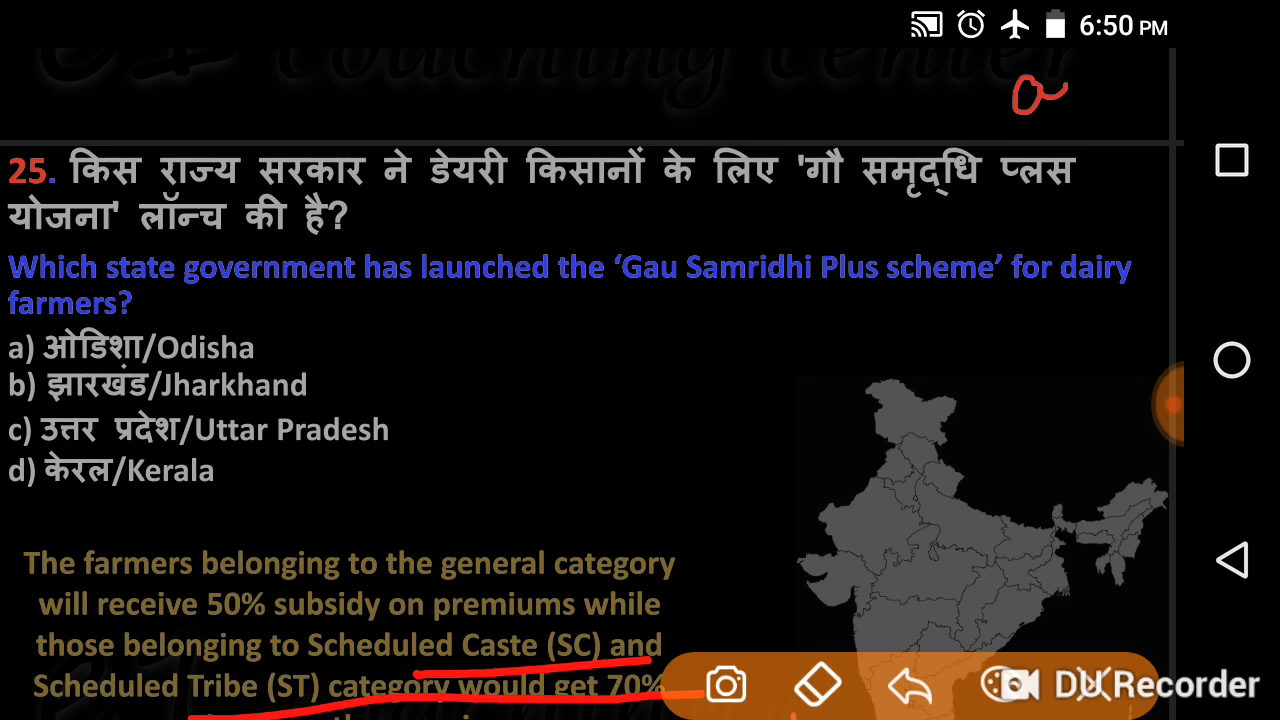 6:50 PM
coaching center
25. किस राज्य सरकार ने डेयरी किसानों के लिए 'गौ समृद्धि प्लस
योजना' लॉन्च की है?
Which state government has launched the ‘Gau Samridhi Plus scheme’ for dairy
farmers?
a) ओडिशा/Odisha
b) झारखंड/Jharkhand
c) उत्तर प्रदेश/Uttar Pradesh
d) केरल/Kerala
The farmers belonging to the general category
will receive 50% subsidy on premiums while
those belonging to Scheduled Caste (SC) and
Scheduled Tribe (ST) category would get 70%
DU Recorder